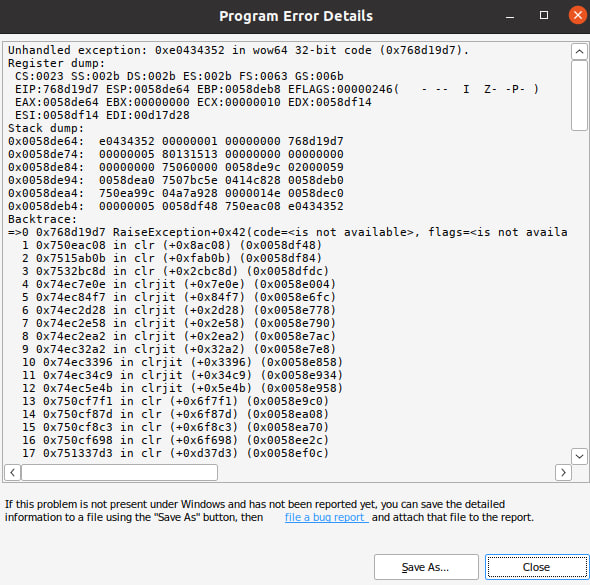 Program Error Details
Unhandled exception: 0xe0434352 in wow64 32-bit code (0x768d19d7).
Register dump:
CS:0023 SS:002b DS:002b ES:002b FS:0063 GS:006b
EIP:768d19d7 ESP:0058de64 EBP:0058deb8 EFLAGS:00000246(   - --  I  Z- -P- )
EAX:0058de64 EBX:00000000 ECX:00000010 EDX:0058df14
ESI:0058df14 EDI:00d17d28
Stack dump:
0x0058de64:  e0434352 00000001 00000000 768d19d7
0x0058de74:  00000005 80131513 00000000 00000000
0x0058de84:  00000000 75060000 0058de9c 02000059
0x0058de94:  0058dea0 7507bc5e 0414c828 0058deb0
0x0058dea4:  750ea99c 04a7a928 0000014e 0058dec0
0x0058deb4:  00000005 0058df48 750eac08 e0434352
Backtrace:
=>0 0x768d19d7 RaiseException+0x42(code=<is not available>, flags=<is not availa
1 0x750eac08 in clr (+0x8ac08) (0x0058df48)
2 0x7515ab0b in clr (+0xfab0b) (0x0058df84)
3 0x7532bc8d in clr (+0x2cbc8d) (0x0058dfdc)
4 0x74ec7e0e in clrjit (+0x7e0e) (0x0058e004)
5 0x74ec84f7 in clrjit (+0x84f7) (0x0058e6fc)
6 0x74ec2d28 in clrjit (+0x2d28) (0x0058e778)
7 0x74ec2e58 in clrjit (+0x2e58) (0x0058e790)
8 0x74ec2ea2 in clrjit (+0x2ea2) (0x0058e7ac)
9 0x74ec32a2 in clrjit (+0x32a2) (0x0058e7e8)
10 0x74ec3396 in clrjit (+0x3396) (0x0058e858)
11 0x74ec34c9 in clrjit (+0x34c9) (0x0058e934)
12 0x74ec5e4b in clrjit (+0x5e4b) (0x0058e958)
13 0x750cf7f1 in clr (+0x6f7f1) (0x0058e9c0)
14 0x750cf87d in clr (+0x6f87d) (0x0058ea08)
15 0x750cf8c3 in clr (+0x6f8c3) (0x0058ea70)
16 0x750cf698 in clr (+0x6f698) (0x0058ee2c)
17 0x751337d3 in clr (+0xd37d3) (0x0058ef0c)
If this problem is not present under Windows and has not been reported yet, you can save the detailed
information to a file using the "Save As" button, then file a bug report and attach that file to the report.
Save As... Close